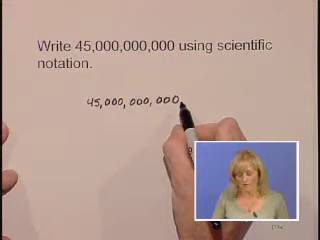 Write 45,000,000,000 using scientific
notation.
45,000,000,000